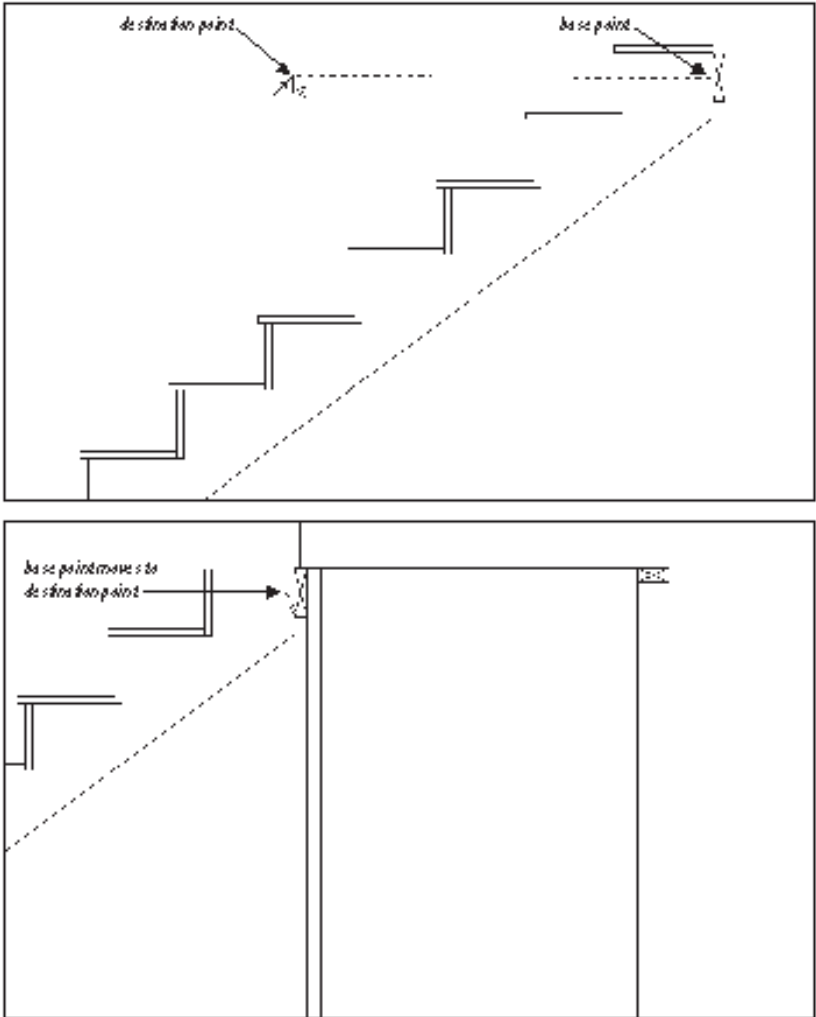 destination point
base point
base point moves to
destination point